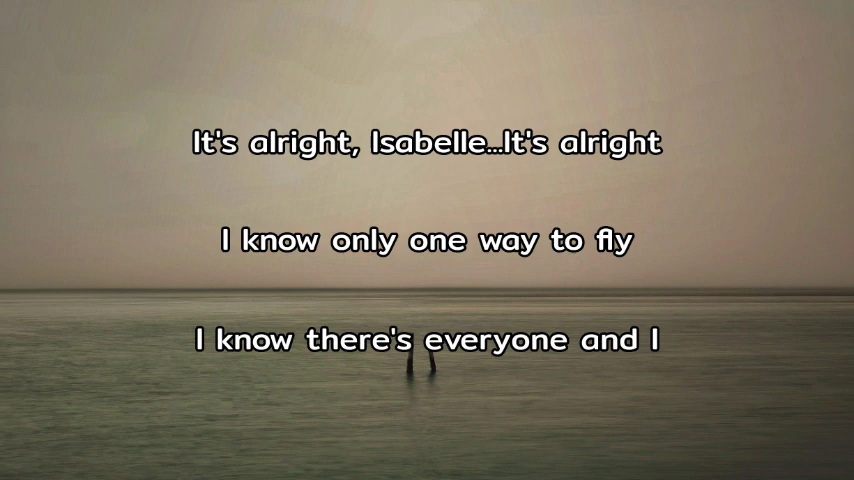 It's alright, Isabelle...It's alright
I know only one way to fly
I know there's everyone and I